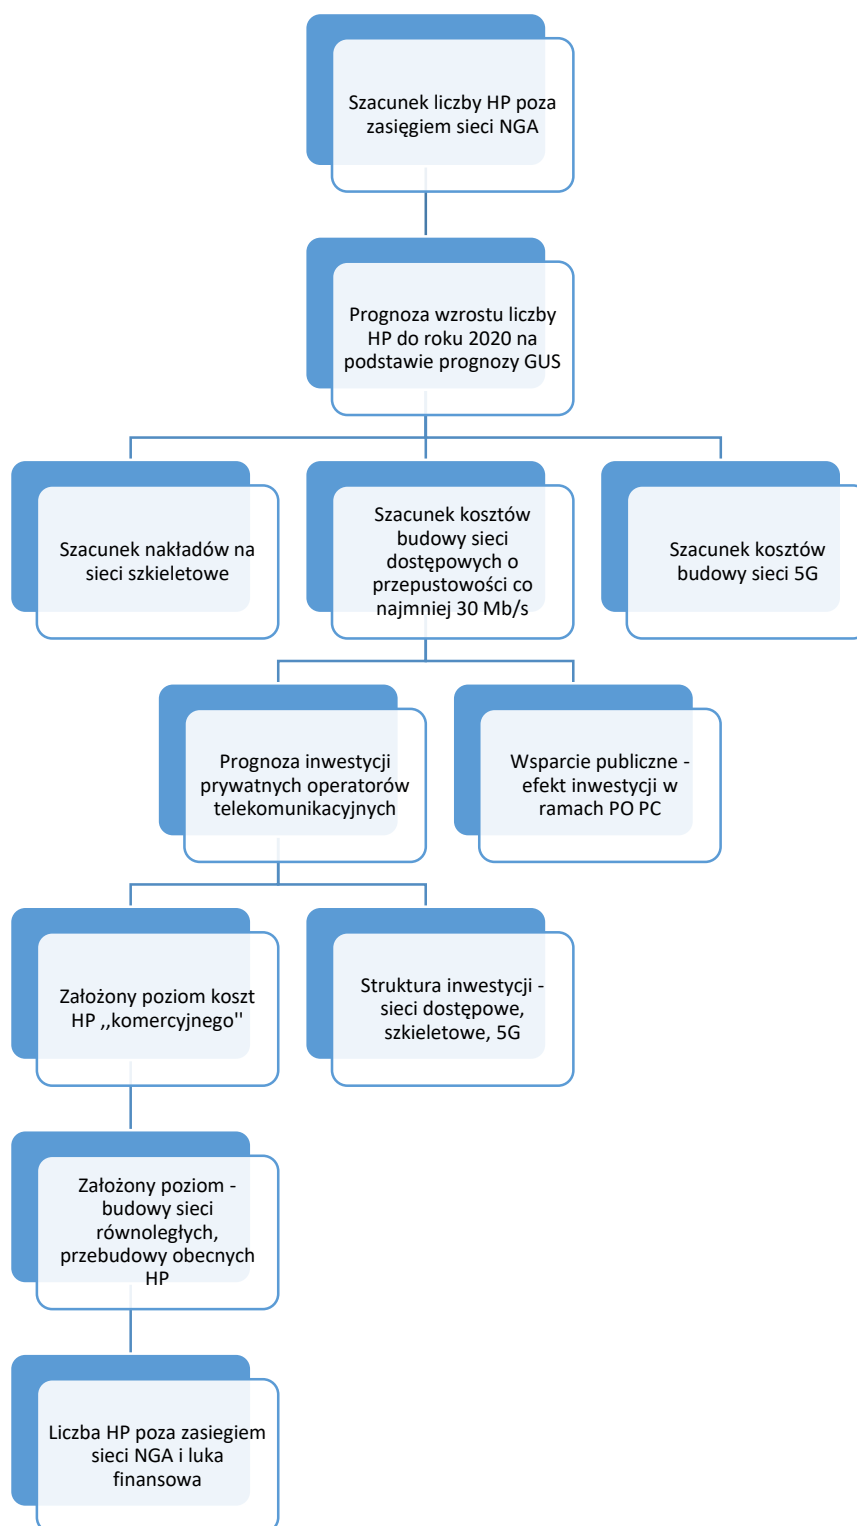 Szacunek liczby HP poza
zasięgiem sieci NGA
Prognoza wzrostu liczby
HP do roku 2020 na
podstawie prognozy GUS
Szacunek nakładów na
sieci szkieletowe
Szacunek kosztów
budowy sieci
dostępowych o
przepustowości co
najmniej 30 Mb/s
Szacunek kosztów
budowy sieci 5G
Prognoza inwestycji
prywatnych operatorów
telekomunikacyjnych
Wsparcie publiczne -
efekt inwestycji w
ramach PO PC
Założony poziom koszt
HP ,,komercyjnego''
Struktura inwestycji -
sieci dostępowe,
szkieletowe, 5G
Założony poziom -
budowy sieci
równoległych,
przebudowy obecnych
HP
Liczba HP poza zasiegiem
sieci NGA i luka
finansowa